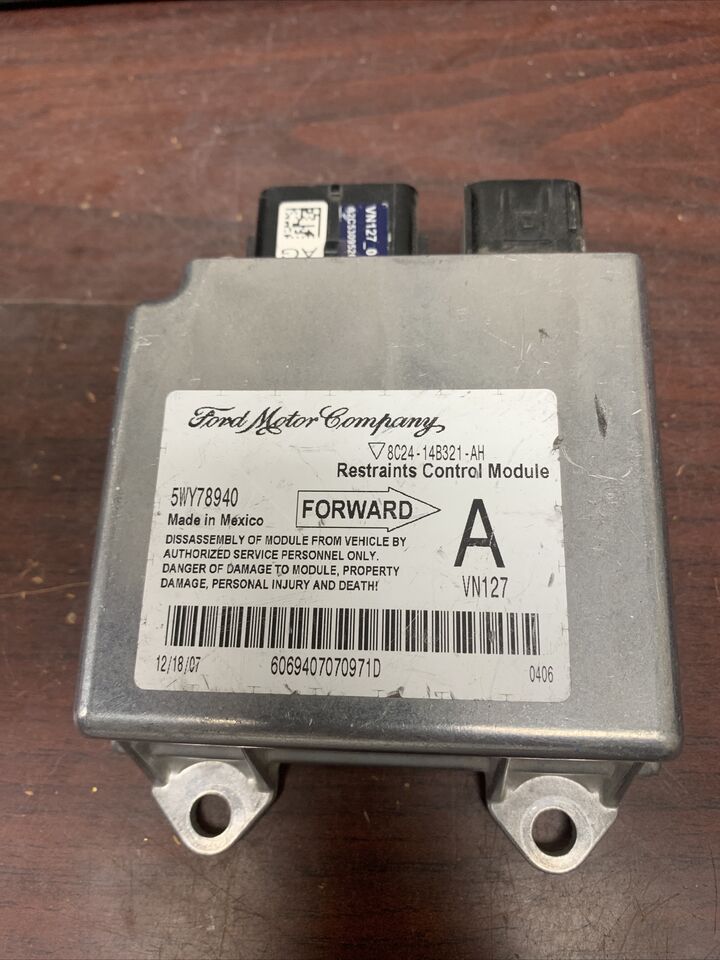 VN127_0
A2C530952
Ford Motor Company
8C24-14B321-AH
Restraints Control Module
5WY78940
Made in Mexico
FORWARD
A
VN127
DISSASSEMBLY OF MODULE FROM VEHICLE BY
AUTHORIZED SERVICE PERSONNEL ONLY.
DANGER OF DAMAGE TO MODULE, PROPERTY
DAMAGE, PERSONAL INJURY AND DEATH!
12/18/07
6069407070971D
0406